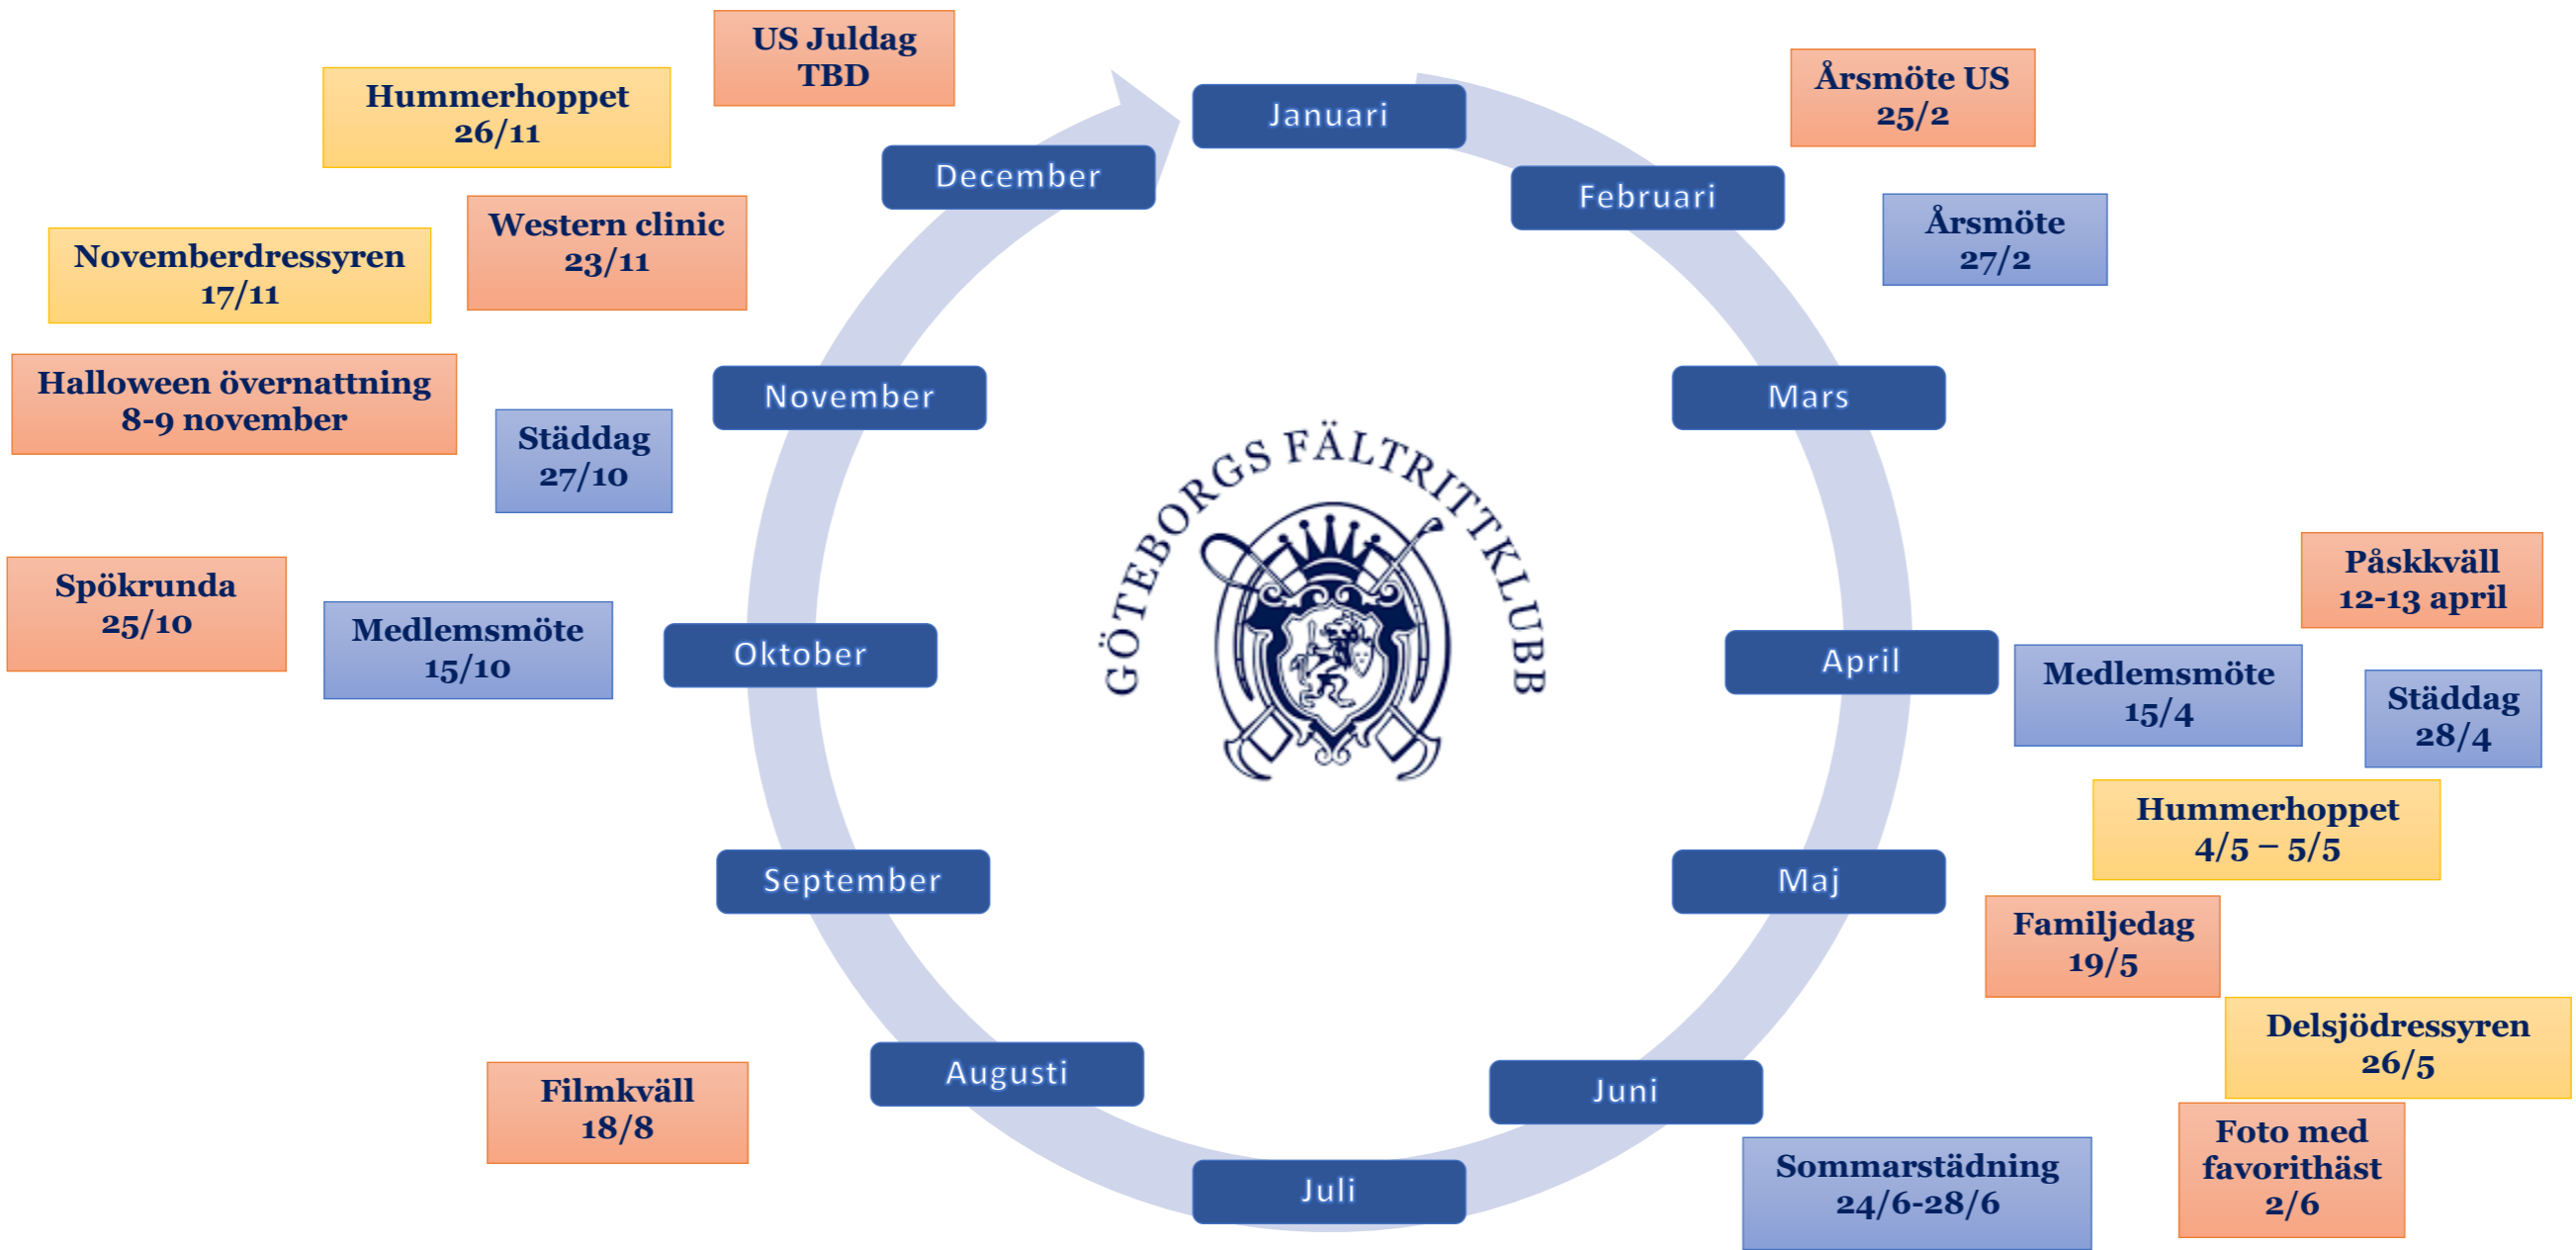 US Juldag
TBD
Hummerhoppet
26/11
Western clinic
23/11
Novemberdressyren
17/11
Halloween övernattning
8-9 november
Städdag
27/10
Spökrunda
25/10
Medlemsmöte
15/10
Filmkväll
18/8
Januari
Februari
Mars
April
Maj
Juni
Juli
Augusti
September
Oktober
November
December
GÖTEBORGS FÄLTRITTKLUBB
Årsmöte US
25/2
Årsmöte
27/2
Påskkväll
12-13 april
Medlemsmöte
15/4
Städdag
28/4
Hummerhoppet
4/5 – 5/5
Familjedag
19/5
Delsjödressyren
26/5
Foto med
favorithäst
2/6
Sommarstädning
24/6-28/6